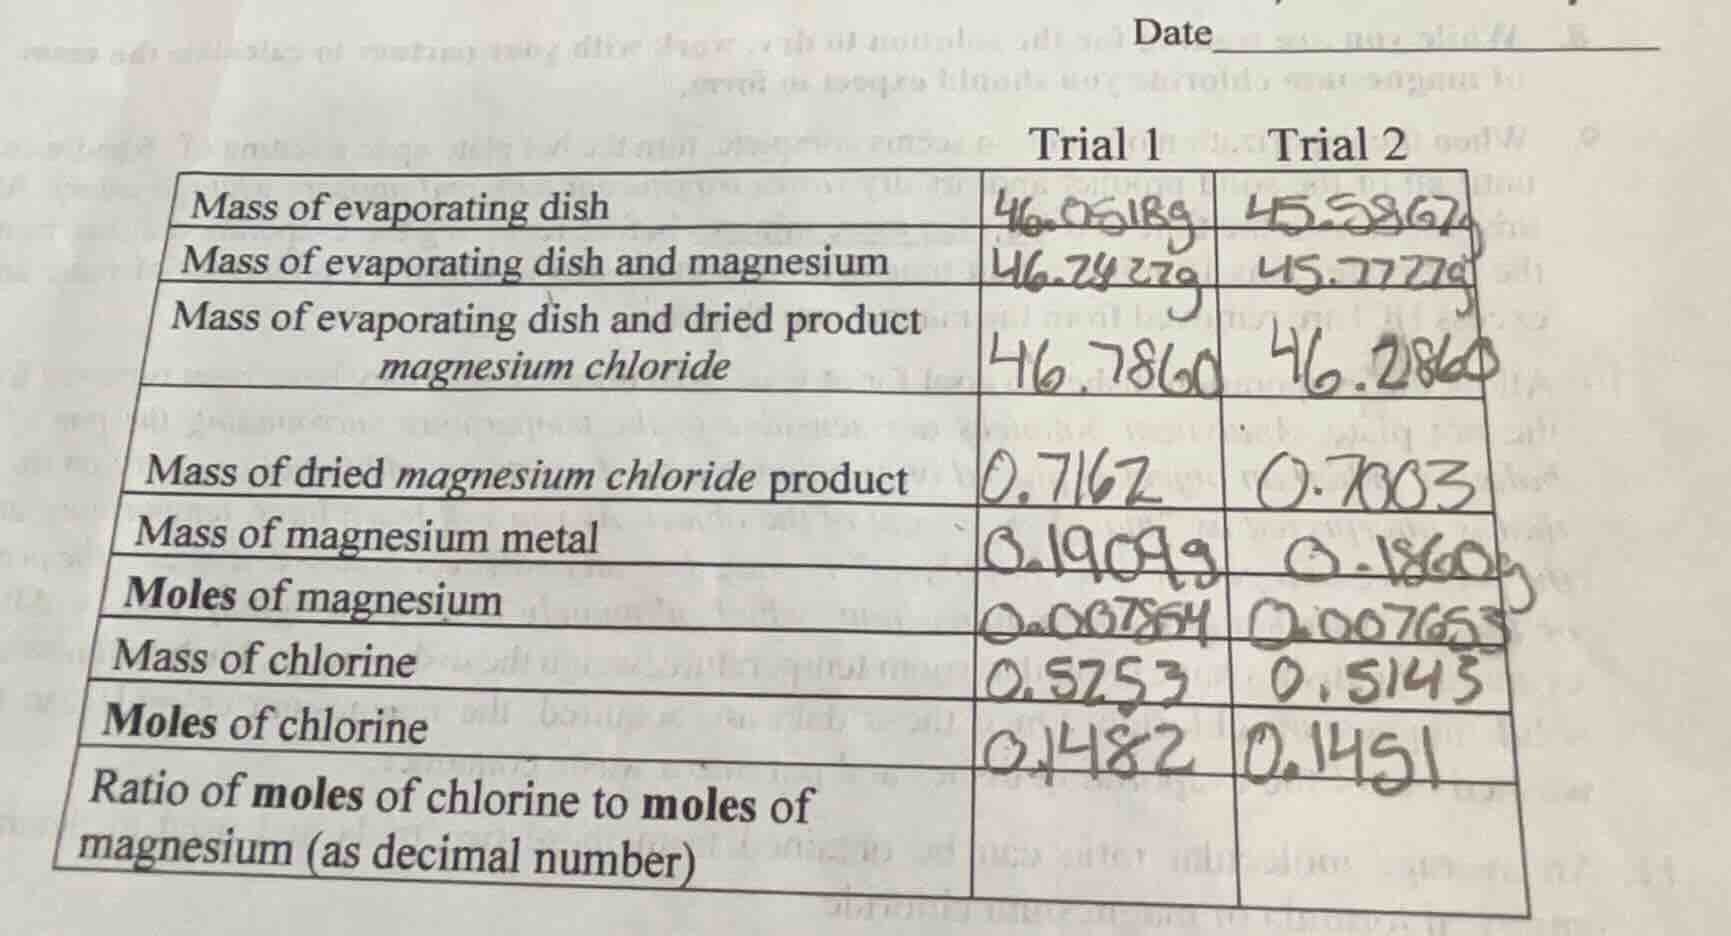 Date
Trial 1 Trial 2
Mass of evaporating dish 46.0518g 45.5867g
Mass of evaporating dish and magnesium 46.2427g 45.7727g
Mass of evaporating dish and dried product
magnesium chloride 46.7860 46.2860
Mass of dried magnesium chloride product 0.7162 0.7003
Mass of magnesium metal 0.1909g 0.1860g
Moles of magnesium 0.007854 0.007653
Mass of chlorine 0.5253 0.5143
Moles of chlorine 0.1482 0.1451
Ratio of moles of chlorine to moles of
magnesium (as decimal number)